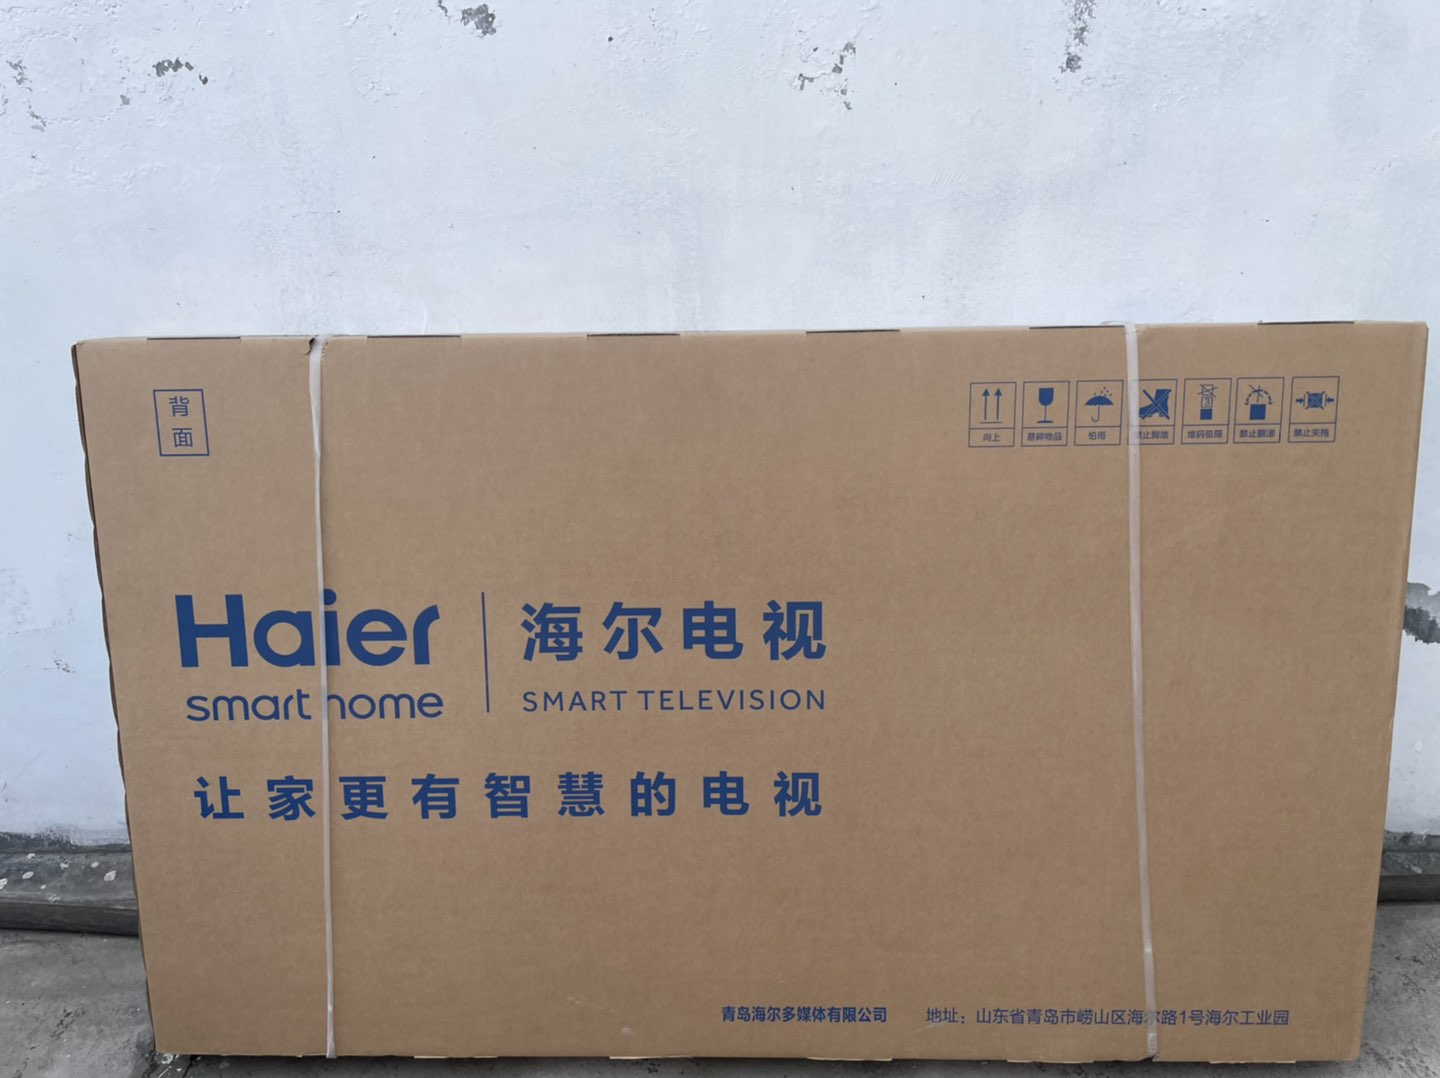 背
面
向上 易碎物品 怕雨 禁止脚踏 堆码极限 禁止翻滚 禁止夹拖
3
Haier 海尔电视
smart home SMART TELEVISION
让家更有智慧的电视
青岛海尔多媒体有限公司 地址：山东省青岛市崂山区海尔路1号海尔工业园